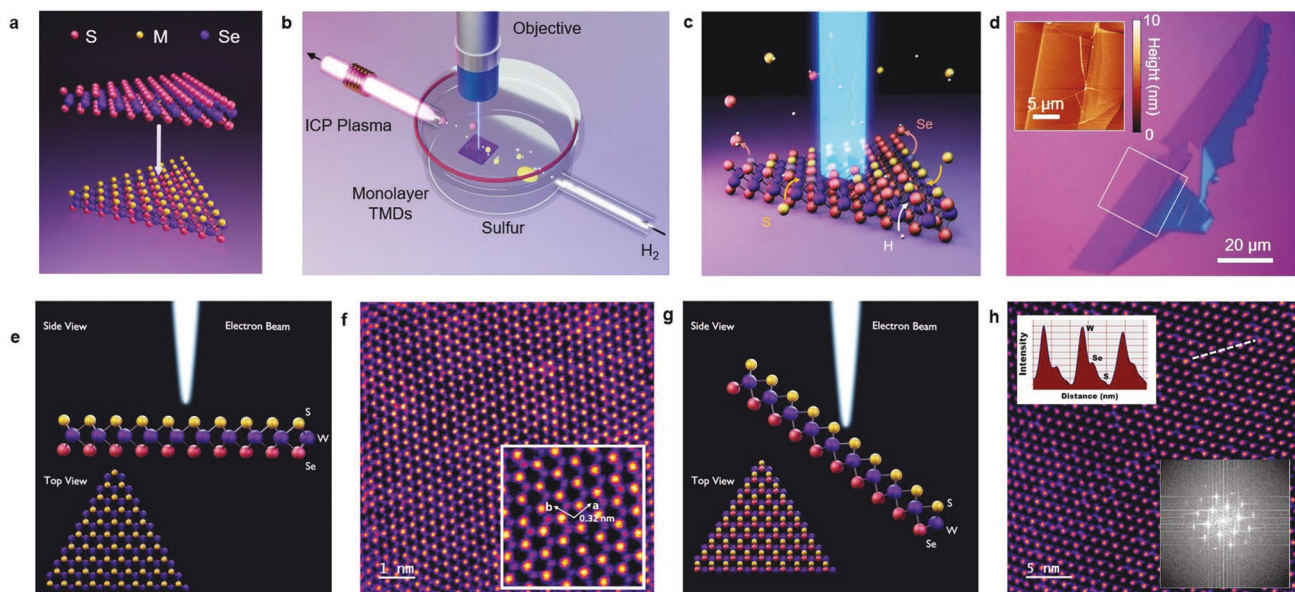 a
S M Se
b
Objective
ICP Plasma
Monolayer
TMDs
Sulfur
H2
c
Se
S
H
d
10
Height (nm)
0
5 μm
20 μm
e
Side View
Electron Beam
S
W
Se
Top View
f
b
a
0.32 nm
1 nm
g
Side View
Electron Beam
S
W
Se
Top View
h
Intensity
W
Se
S
Distance (nm)
5 nm